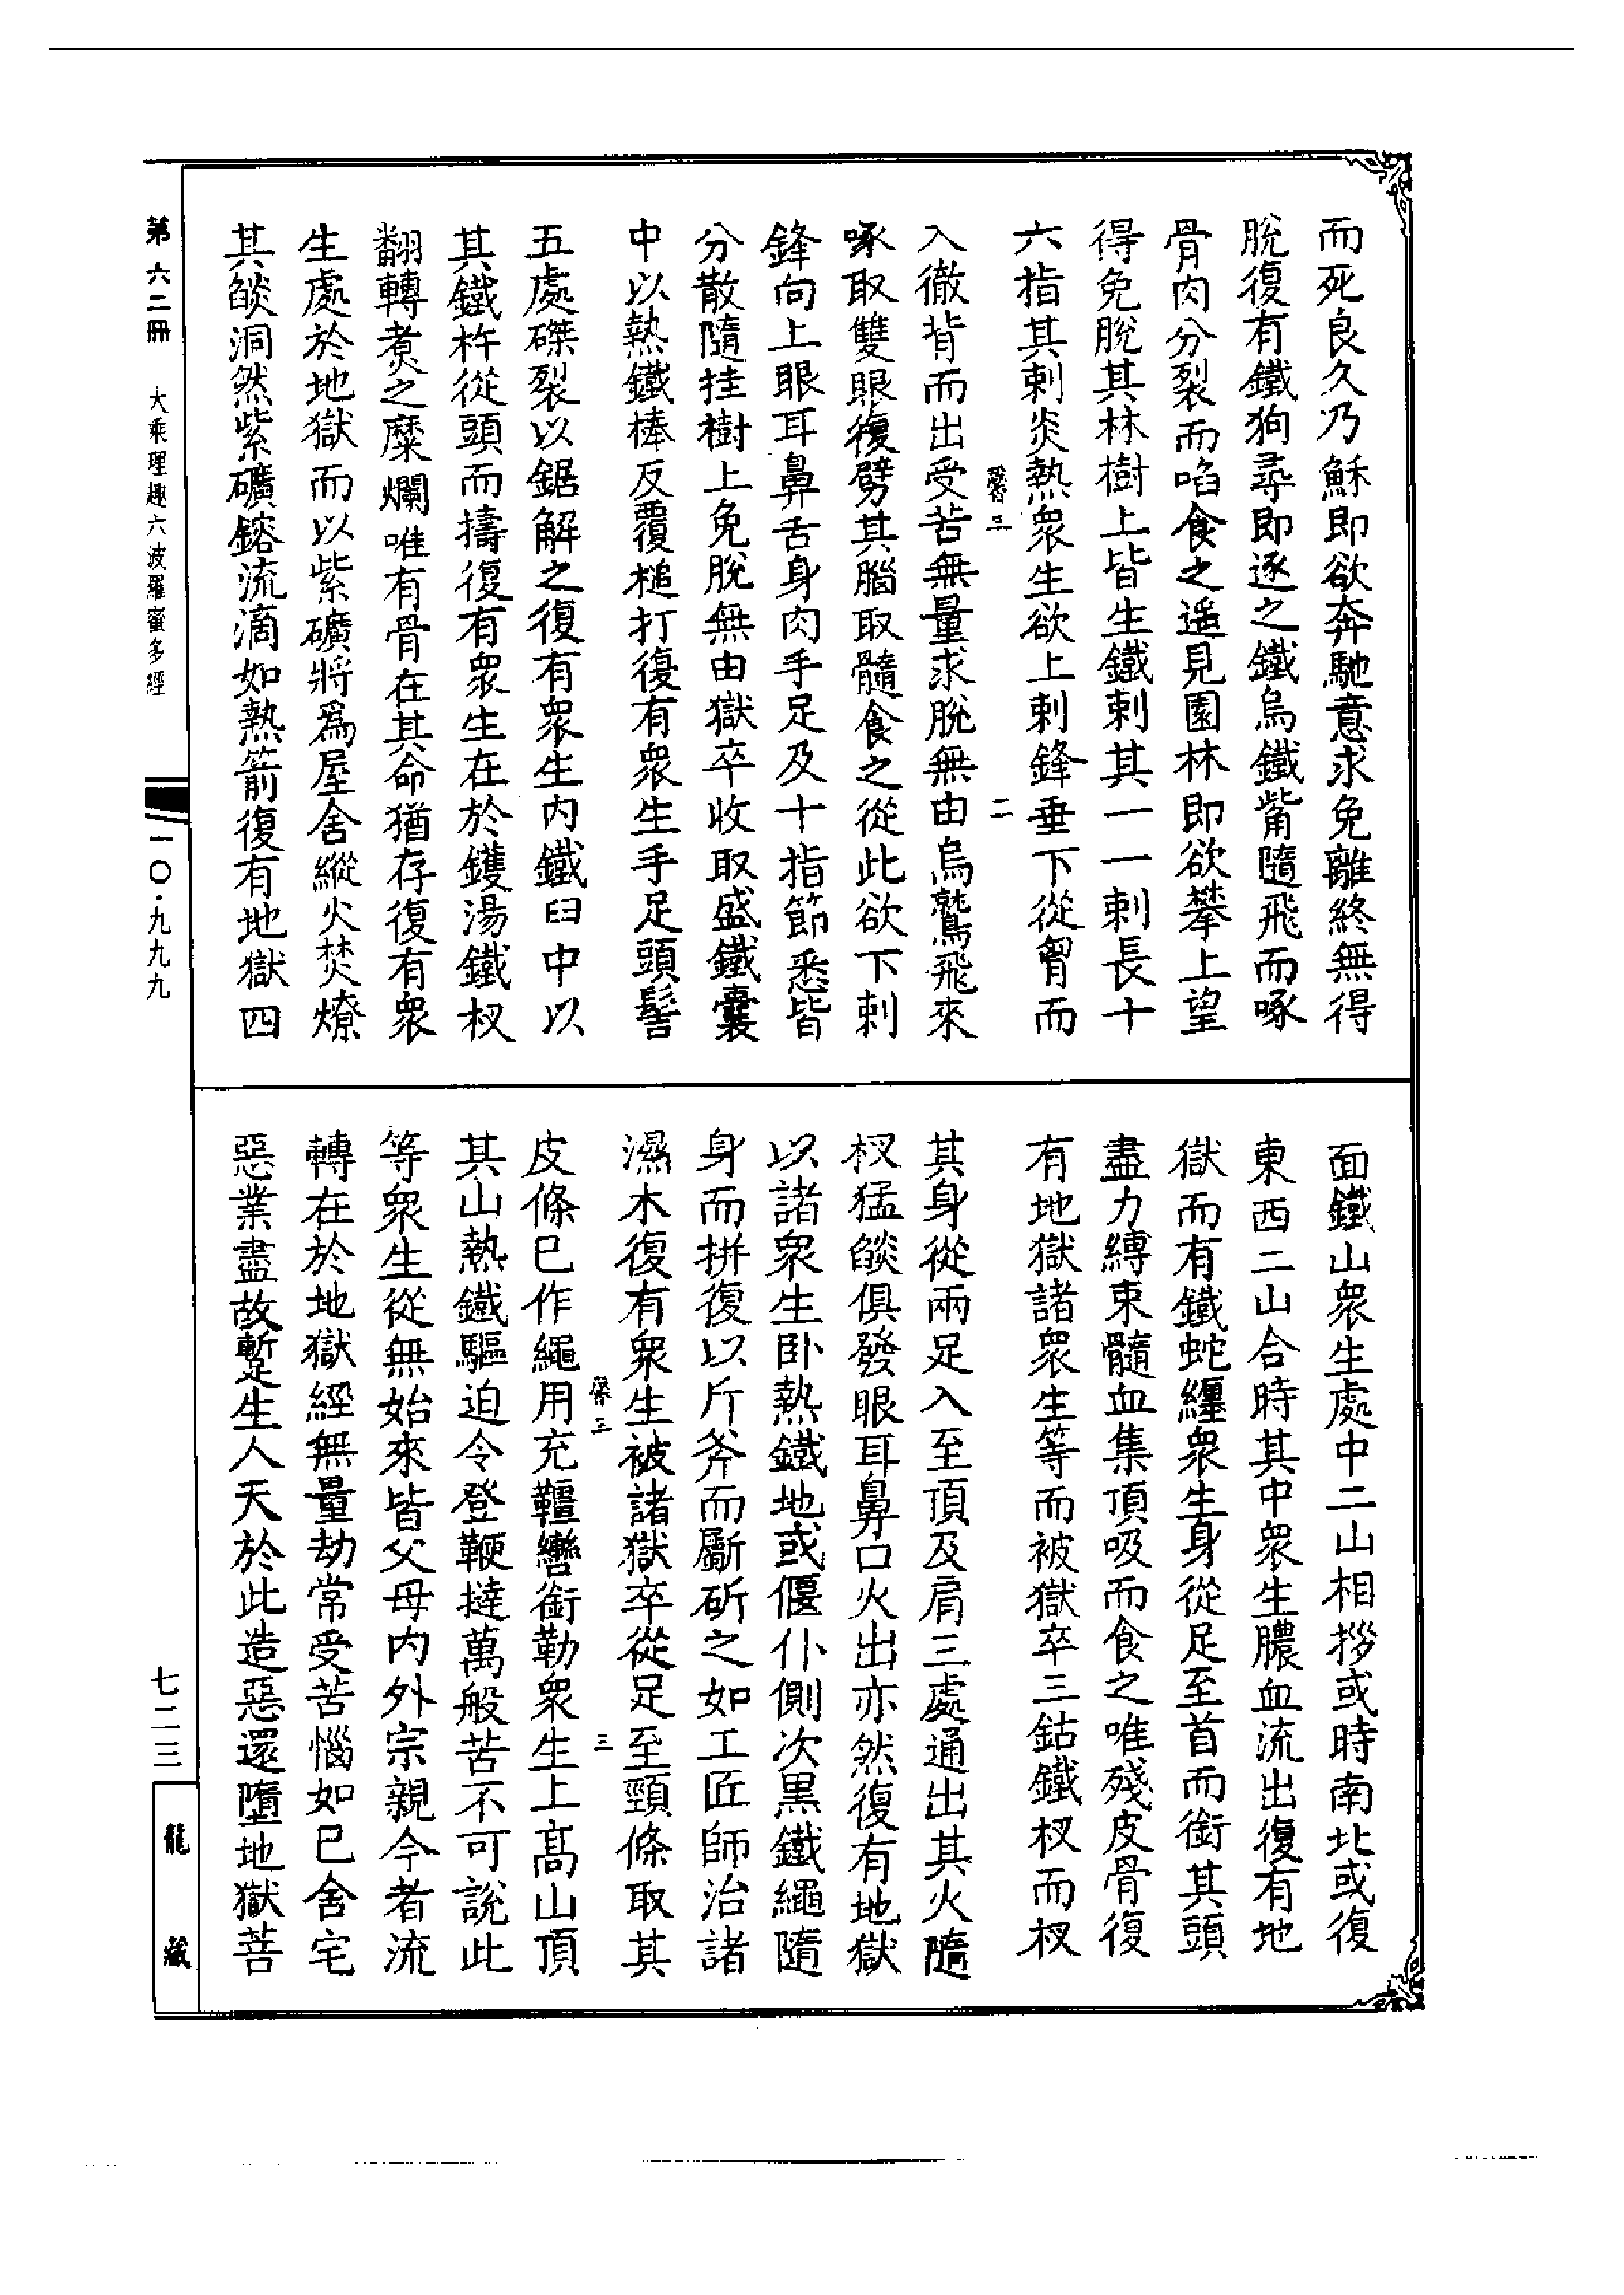 而死良久乃穌即欲奔馳意求免離終無得
脫復有鐵狗尋即逐之鐵烏鐵觜隨飛而啄
骨肉分裂而啗食之遥見園林即欲攀上望
得免脫其林樹上皆生鐵刺其一一刺長十
六指其刺炎熱衆生欲上刺鋒垂下從胷而
二
入徹背而出受苦無量求脫無由烏鷲飛來
啄取雙眼復劈其腦取髓食之從此欲下刺
鋒向上眼耳鼻舌身肉手足及十指節悉皆
分散隨挂樹上免脫無由獄卒收取盛鐵囊
中以熱鐵棒反覆槌打復有衆生手足頭髻
五處磔裂以鋸解之復有衆生內鐵臼中以
其鐵杵從頭而擣復有衆生在於鑊湯鐵杈
翻轉煑之糜爛唯有骨在其命猶存復有衆
生處於地獄而以紫礦將爲屋舍縱火焚燎
其燄洞然紫礦鎔流滴如熱箭復有地獄四
面鐵山衆生處中二山相拶或時南北或復
東西二山合時其中衆生膿血流出復有地
獄而有鐵蛇纒衆生身從足至首而銜其頭
盡力縛束髓血集頂吸而食之唯殘皮骨復
有地獄諸衆生等而被獄卒三鈷鐵杈而杈
其身從兩足入至頂及肩三處通出其火隨
杈猛燄俱發眼耳鼻口火出亦然復有地獄
以諸衆生卧熱鐵地或偃仆側次黒鐵繩隨
身而拼復以斤斧而斸斫之如工匠師治諸
濕木復有衆生被諸獄卒從足至頸條取其
三
皮條已作繩用充韁轡銜勒衆生上髙山頂
其山熱鐵驅迫令登鞭撻萬般苦不可説此
等衆生從無始來皆父母內外宗親今者流
轉在於地獄經無量劫常受苦惱如已舍宅
惡業盡故暫生人天於此造惡還墮地獄菩
第六二冊
大乘理趣六波羅蜜多經
一〇·九九九
七二三
龍藏